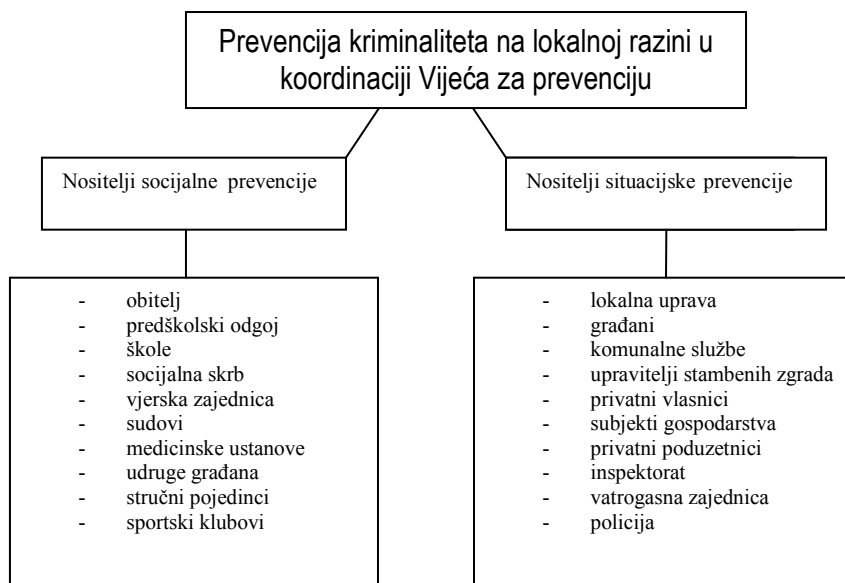 Prevencija kriminaliteta na lokalnoj razini u
koordinaciji Vijeća za prevenciju
Nositelji socijalne prevencije
Nositelji situacijske prevencije
- obitelj
- predškolski odgoj
- škole
- socijalna skrb
- vjerska zajednica
- sudovi
- medicinske ustanove
- udruge građana
- stručni pojedinci
- sportski klubovi
- lokalna uprava
- građani
- komunalne službe
- upravitelji stambenih zgrada
- privatni vlasnici
- subjekti gospodarstva
- privatni poduzetnici
- inspektorat
- vatrogasna zajednica
- policija